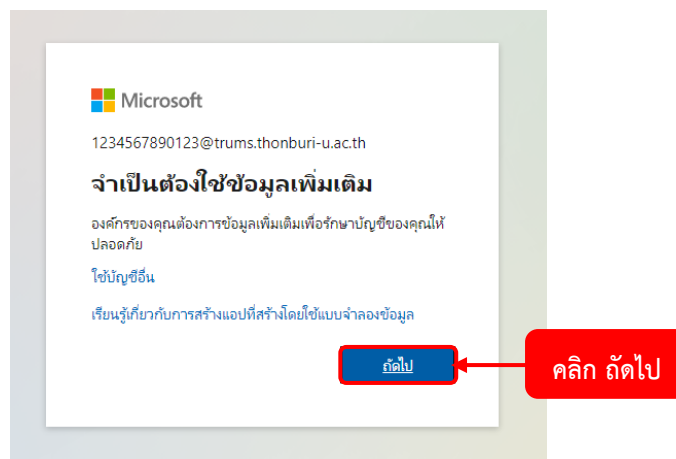 Microsoft
1234567890123@trums.thonburi-u.ac.th
จำเป็นต้องใช้ข้อมูลเพิ่มเติม
องค์กรของคุณต้องการข้อมูลเพิ่มเติมเพื่อรักษาบัญชีของคุณให้
ปลอดภัย
ใช้บัญชีอื่น
เรียนรู้เกี่ยวกับการสร้างแอปที่สร้างโดยใช้แบบจำลองข้อมูล
ถัดไป
คลิก ถัดไป